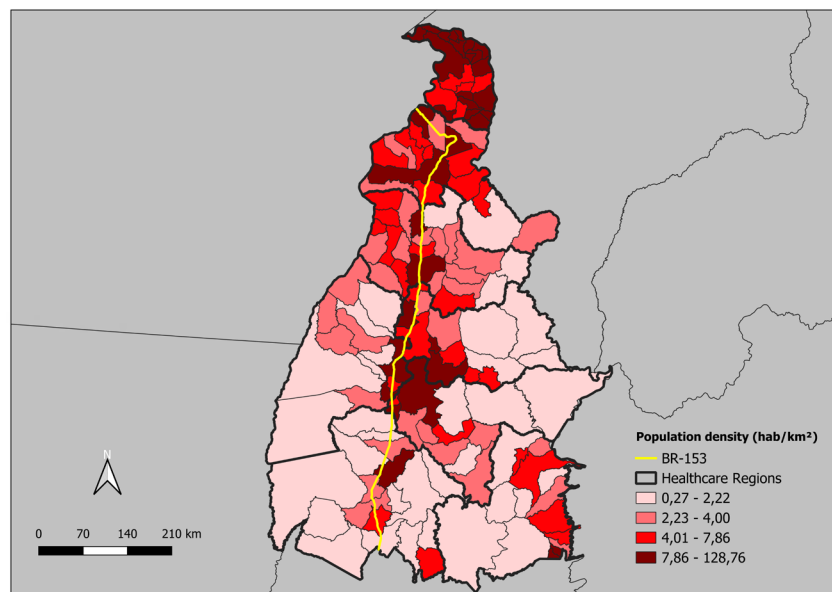 Population density (hab/km²)
BR-153
Healthcare Regions
0,27 - 2,22
2,23 - 4,00
4,01 - 7,86
7,86 - 128,76
N
0 70 140 210 km